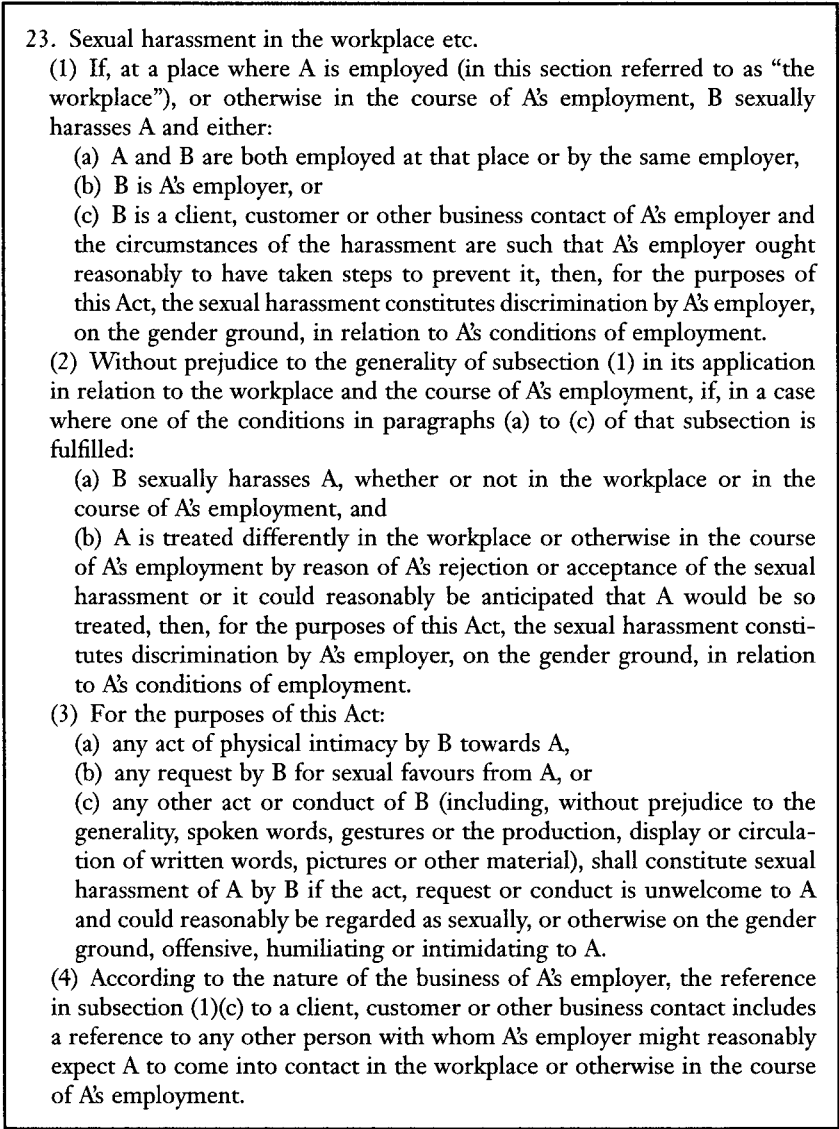 23. Sexual harassment in the workplace etc.
(1) If, at a place where A is employed (in this section referred to as “the
workplace”), or otherwise in the course of A’s employment, B sexually
harasses A and either:
(a) A and B are both employed at that place or by the same employer,
(b) B is A’s employer, or
(c) B is a client, customer or other business contact of A’s employer and
the circumstances of the harassment are such that A’s employer ought
reasonably to have taken steps to prevent it, then, for the purposes of
this Act, the sexual harassment constitutes discrimination by A’s employer,
on the gender ground, in relation to A’s conditions of employment.
(2) Without prejudice to the generality of subsection (1) in its application
in relation to the workplace and the course of A’s employment, if, in a case
where one of the conditions in paragraphs (a) to (c) of that subsection is
fulfilled:
(a) B sexually harasses A, whether or not in the workplace or in the
course of A’s employment, and
(b) A is treated differently in the workplace or otherwise in the course
of A’s employment by reason of A’s rejection or acceptance of the sexual
harassment or it could reasonably be anticipated that A would be so
treated, then, for the purposes of this Act, the sexual harassment consti-
tutes discrimination by A’s employer, on the gender ground, in relation
to A’s conditions of employment.
(3) For the purposes of this Act:
(a) any act of physical intimacy by B towards A,
(b) any request by B for sexual favours from A, or
(c) any other act or conduct of B (including, without prejudice to the
generality, spoken words, gestures or the production, display or circula-
tion of written words, pictures or other material), shall constitute sexual
harassment of A by B if the act, request or conduct is unwelcome to A
and could reasonably be regarded as sexually, or otherwise on the gender
ground, offensive, humiliating or intimidating to A.
(4) According to the nature of the business of A’s employer, the reference
in subsection (1)(c) to a client, customer or other business contact includes
a reference to any other person with whom A’s employer might reasonably
expect A to come into contact in the workplace or otherwise in the course
of A’s employment.